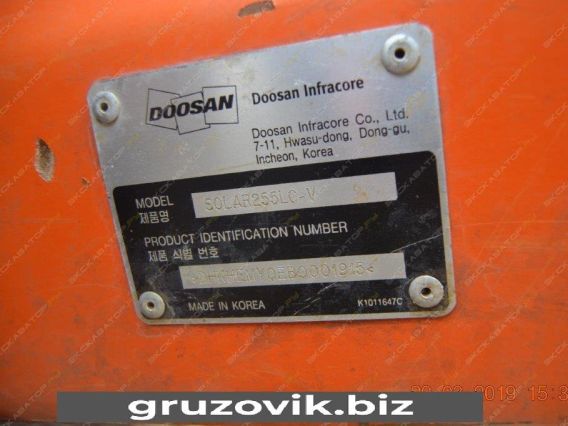 DOOSAN
Doosan Infracore
Doosan Infracore Co., Ltd.
7-11, Hwasu-dong, Dong-gu,
Incheon, Korea
MODEL
제품명
SOLAR255LC-V
PRODUCT IDENTIFICATION NUMBER
제품 식별 번호
MADE IN KOREA
K1011647C
gruzovik.biz